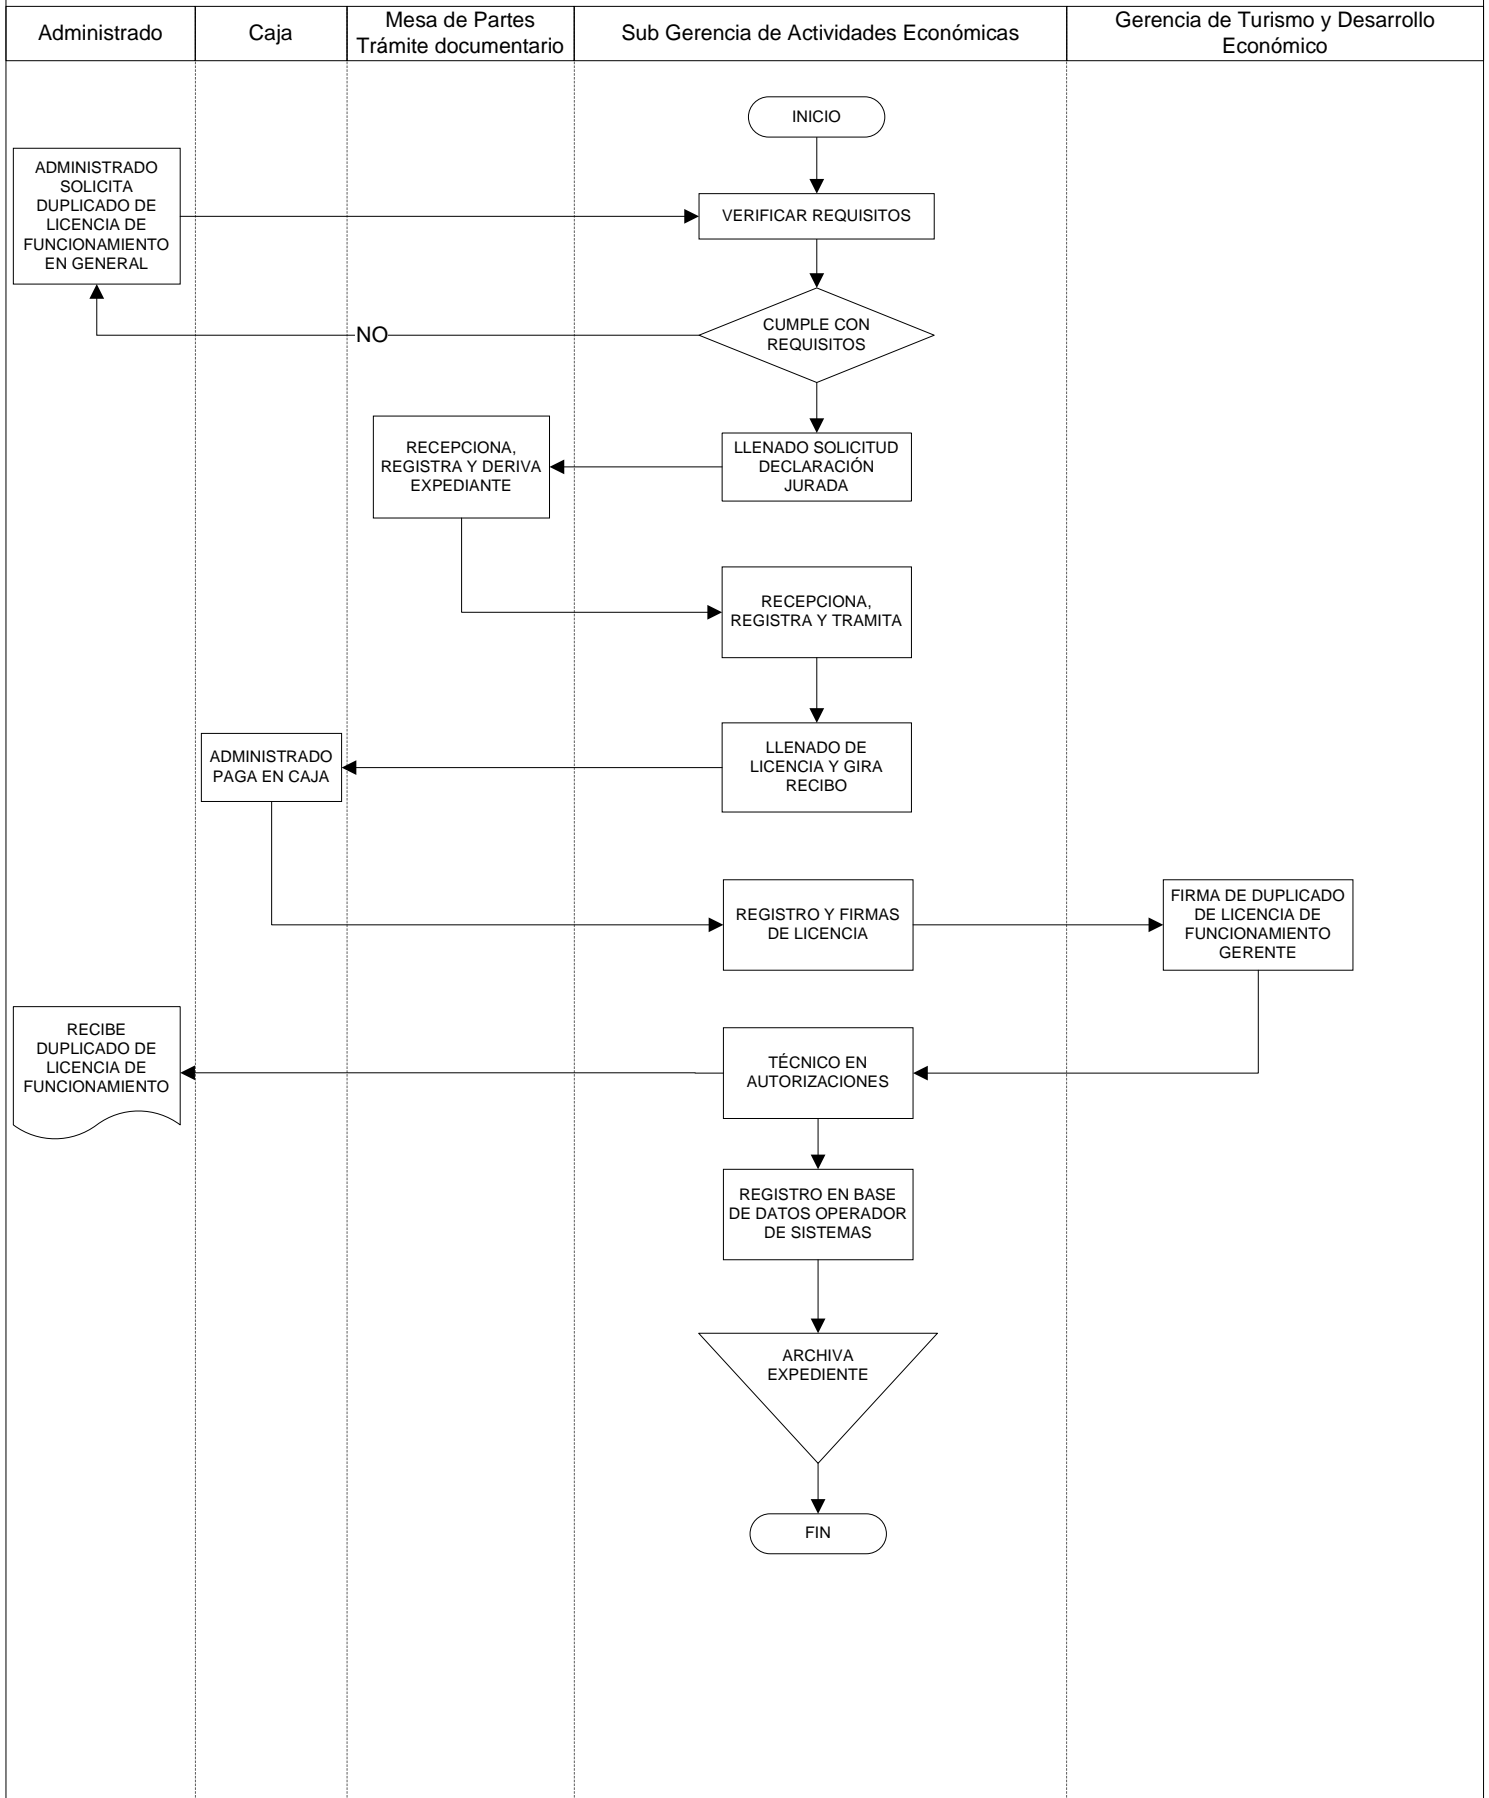 Administrado
Caja
Mesa de Partes
Trámite documentario
Sub Gerencia de Actividades Económicas
Gerencia de Turismo y Desarrollo
Económico
INICIO
ADMINISTRADO
SOLICITA
DUPLICADO DE
LICENCIA DE
FUNCIONAMIENTO
EN GENERAL
VERIFICAR REQUISITOS
CUMPLE CON
REQUISITOS
NO
RECEPCIONA,
REGISTRA Y DERIVA
EXPEDIANTE
LLENADO SOLICITUD
DECLARACIÓN
JURADA
RECEPCIONA,
REGISTRA Y TRAMITA
ADMINISTRADO
PAGA EN CAJA
LLENADO DE
LICENCIA Y GIRA
RECIBO
REGISTRO Y FIRMAS
DE LICENCIA
FIRMA DE DUPLICADO
DE LICENCIA DE
FUNCIONAMIENTO
GERENTE
RECIBE
DUPLICADO DE
LICENCIA DE
FUNCIONAMIENTO
TÉCNICO EN
AUTORIZACIONES
REGISTRO EN BASE
DE DATOS OPERADOR
DE SISTEMAS
ARCHIVA
EXPEDIENTE
FIN